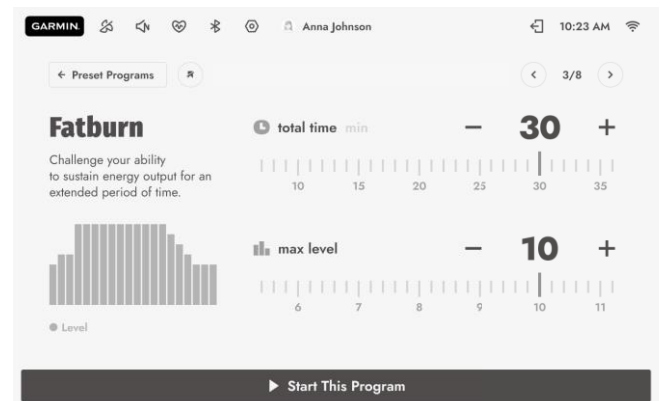 GARMIN.
Anna Johnson
10:23 AM
← Preset Programs
3/8
Fatburn
Challenge your ability
to sustain energy output for an
extended period of time.
Level
total time min
30
10 15 20 25 30 35
max level
10
6 7 8 9 10 11
Start This Program